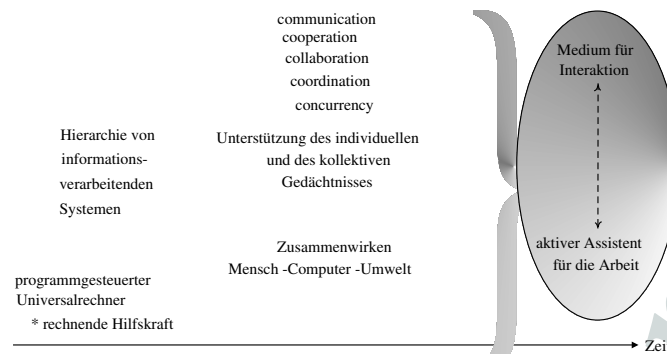 communication
cooperation
collaboration
coordination
concurrency
Medium für
Interaktion
Hierarchie von
informations-
verarbeitenden
Systemen
Unterstützung des individuellen
und des kollektiven
Gedächtnisses
Zusammenwirken
Mensch -Computer -Umwelt
aktiver Assistent
für die Arbeit
programmgesteuerter
Universalrechner
* rechnende Hilfskraft